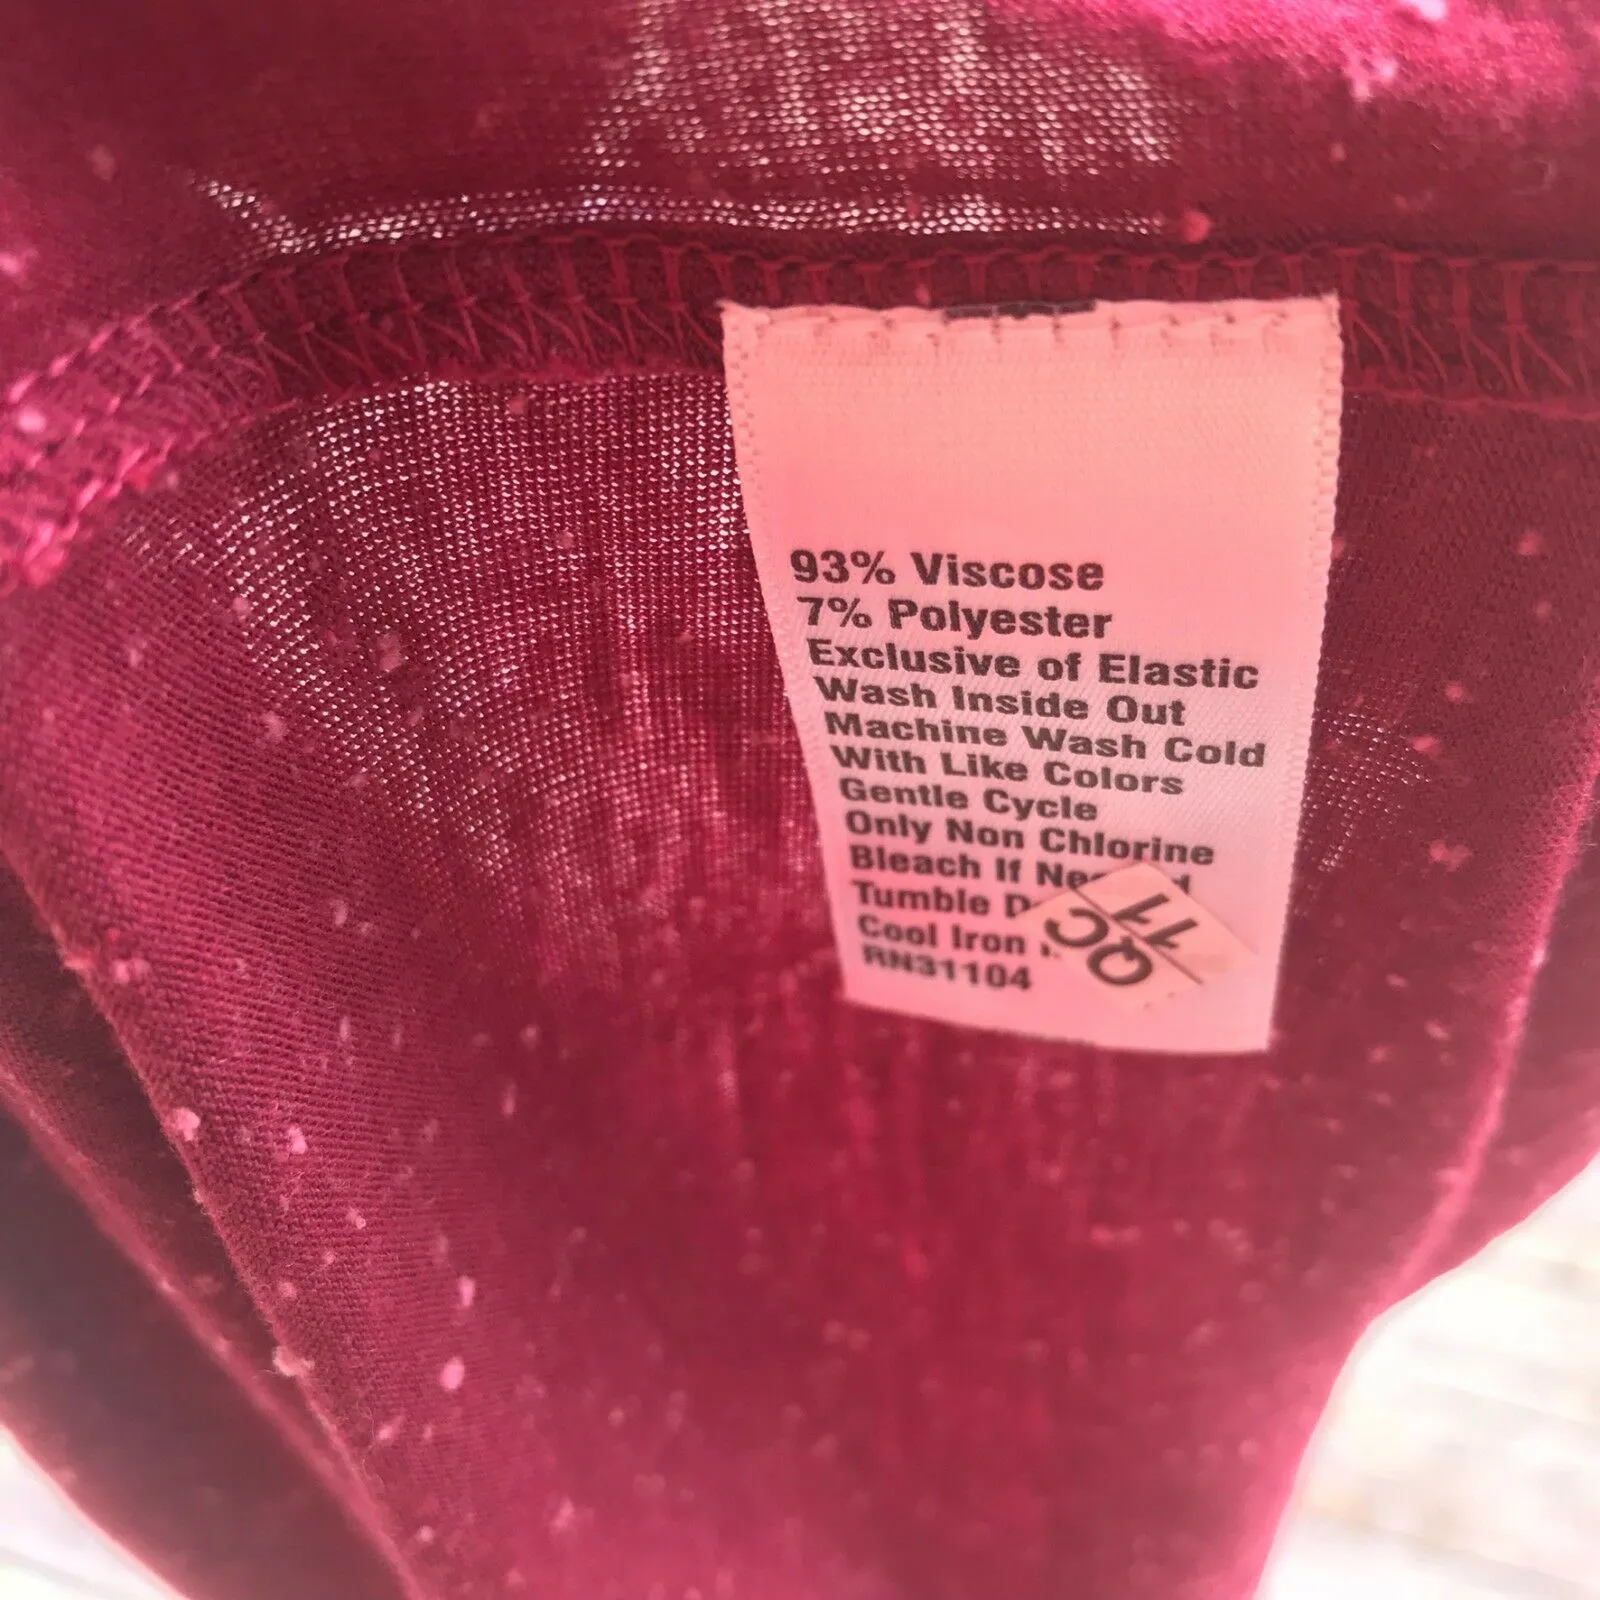 93% Viscose
7% Polyester
Exclusive of Elastic
Wash Inside Out
Machine Wash Cold
With Like Colors
Gentle Cycle
Only Non Chlorine
Bleach If
Tumble
Cool Iron
RN31104
QC
11